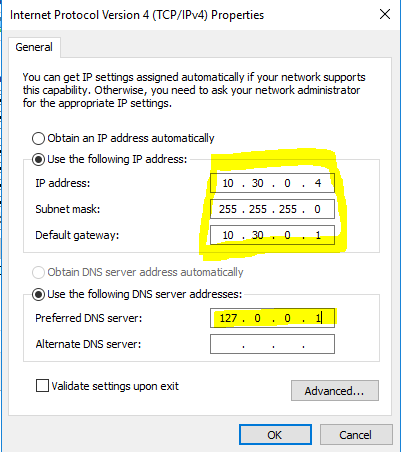 Internet Protocol Version 4 (TCP/IPv4) Properties
General
You can get IP settings assigned automatically if your network supports
this capability. Otherwise, you need to ask your network administrator
for the appropriate IP settings.
Obtain an IP address automatically
Use the following IP address:
IP address: 10 . 30 . 0 . 4
Subnet mask: 255 . 255 . 255 . 0
Default gateway: 10 . 30 . 0 . 1
Obtain DNS server address automatically
Use the following DNS server addresses:
Preferred DNS server: 127 . 0 . 0 . 1
Alternate DNS server: . . .
Validate settings upon exit
Advanced...
OK Cancel